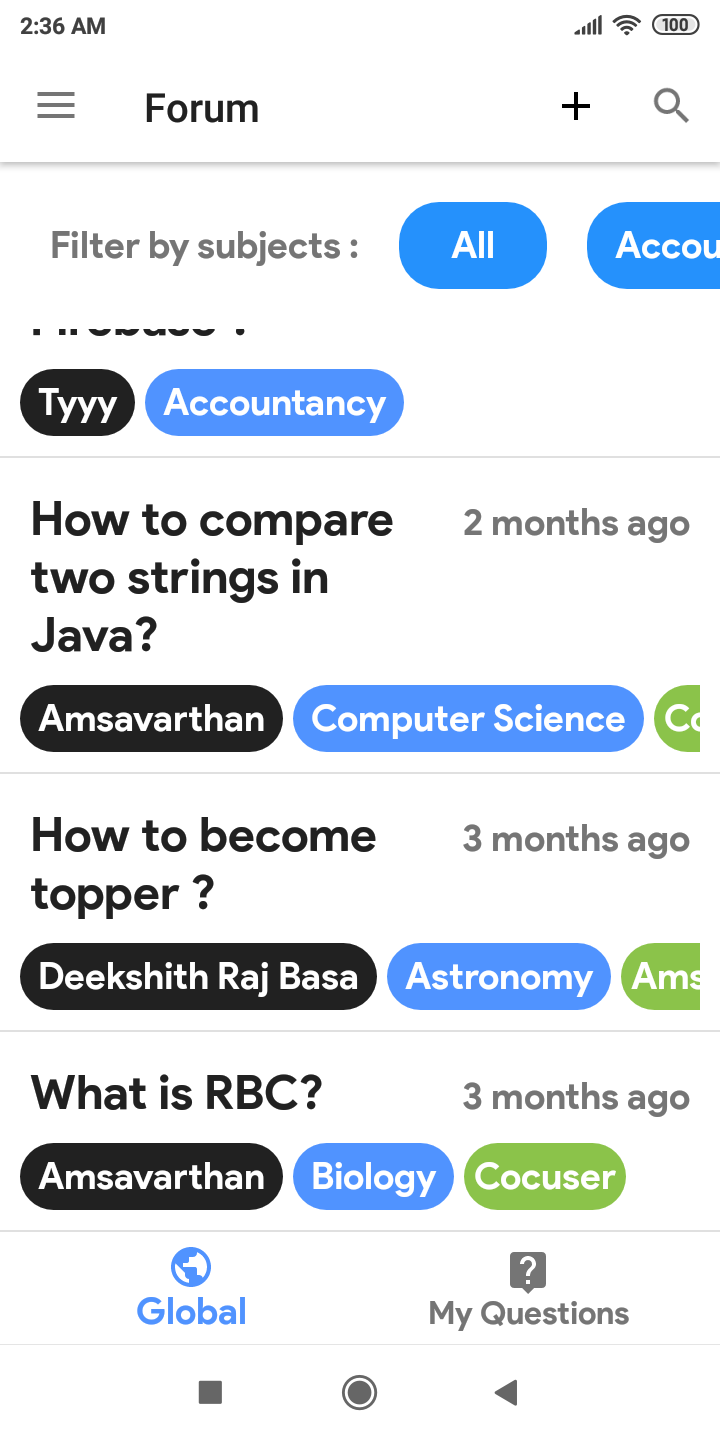 2:36 AM 100
Forum
Filter by subjects : All Accou
Tyyy Accountancy
How to compare 2 months ago
two strings in
Java?
Amsavarthan Computer Science
How to become 3 months ago
topper ?
Deekshith Raj Basa Astronomy Ams
What is RBC? 3 months ago
Amsavarthan Biology Cocuser
Global My Questions